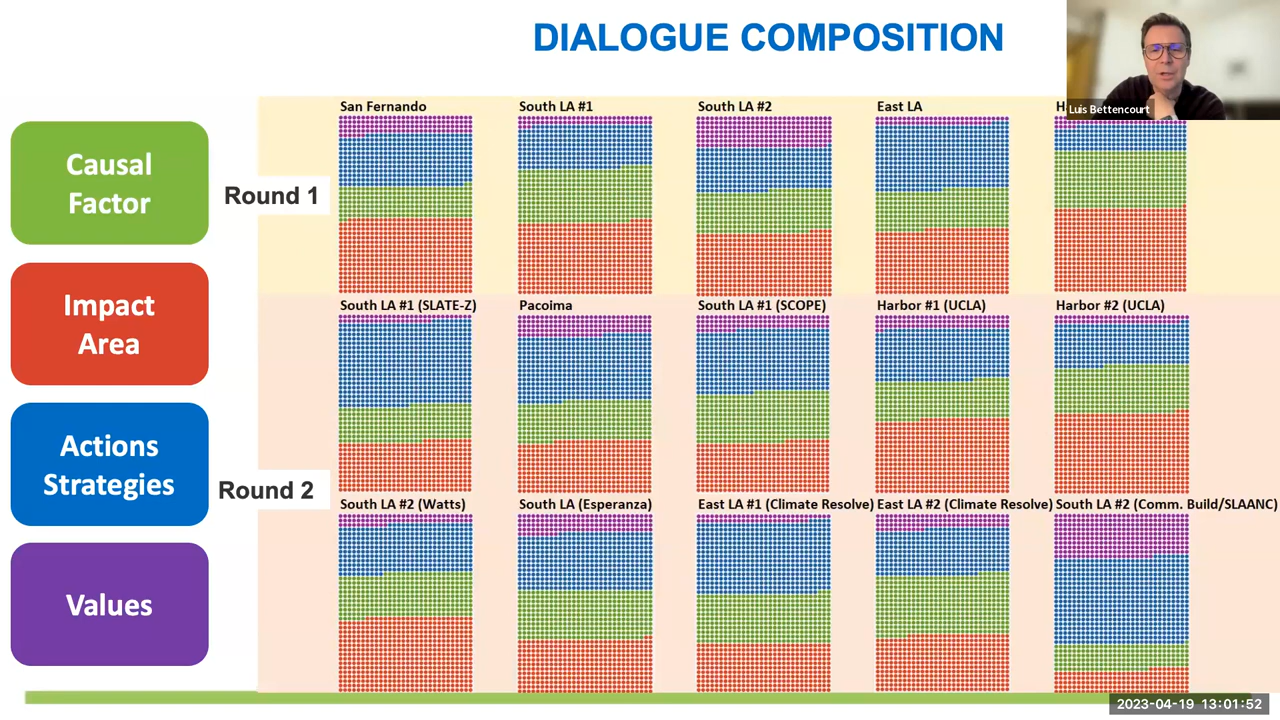 DIALOGUE COMPOSITION
Luis Bettencourt
Causal
Factor
Impact
Area
Actions
Strategies
Values
Round 1
San Fernando
South LA #1
South LA #2
East LA
Round 2
South LA #1 (SLATE-Z)
Pacoima
South LA #1 (SCOPE)
Harbor #1 (UCLA)
Harbor #2 (UCLA)
South LA #2 (Watts)
South LA (Esperanza)
East LA #1 (Climate Resolve)
East LA #2 (Climate Resolve)
South LA #2 (Comm. Build/SLAANC)
2023-04-19 13:01:52